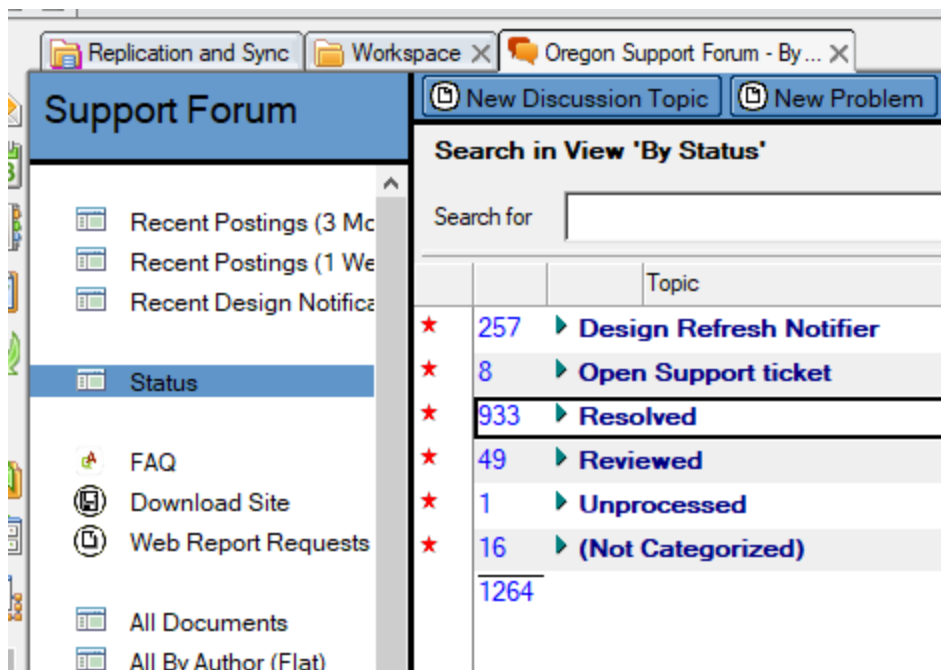 Replication and Sync
Workspace
Oregon Support Forum - By ...
Support Forum
New Discussion Topic
New Problem
Search in View 'By Status'
Search for
Recent Postings (3 Mo
Recent Postings (1 We
Recent Design Notifica
Status
FAQ
Download Site
Web Report Requests
All Documents
All By Author (Flat)
Topic
257 Design Refresh Notifier
8 Open Support ticket
933 Resolved
49 Reviewed
1 Unprocessed
16 (Not Categorized)
1264